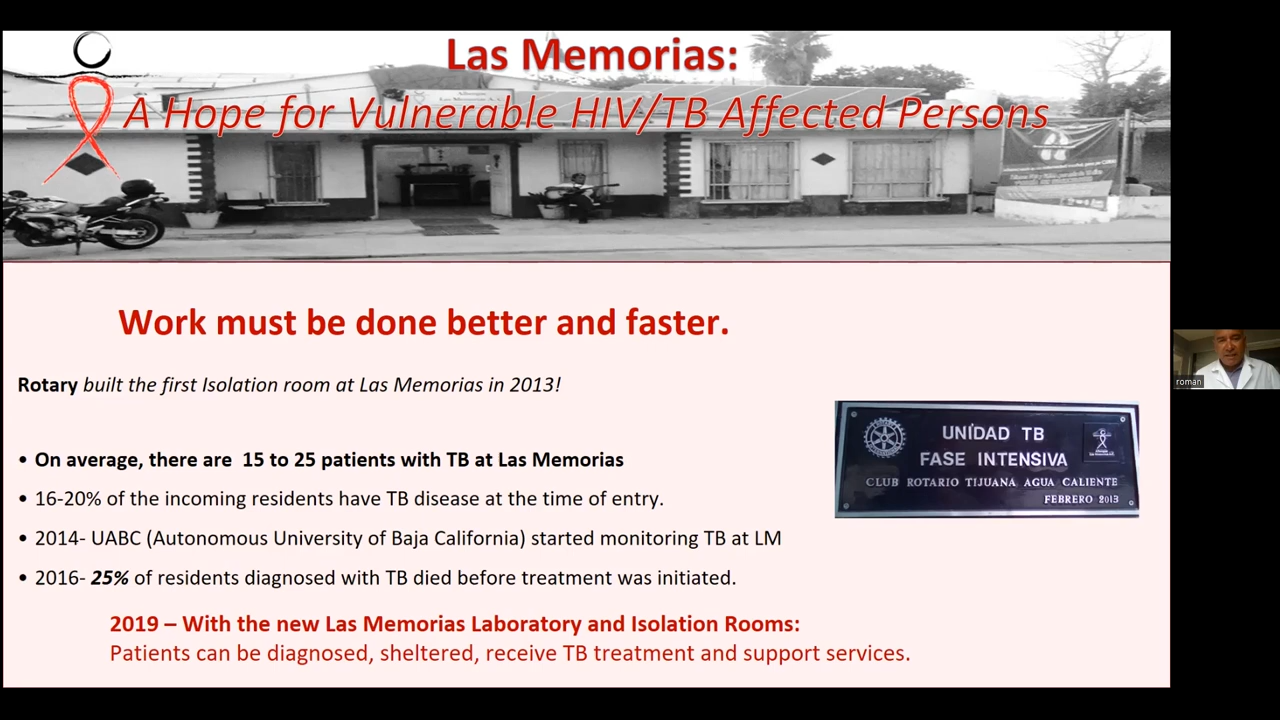 Las Memorias:
A Hope for Vulnerable HIV/TB Affected Persons
Work must be done better and faster.
Rotary built the first Isolation room at Las Memorias in 2013!
• On average, there are 15 to 25 patients with TB at Las Memorias
• 16-20% of the incoming residents have TB disease at the time of entry.
• 2014- UABC (Autonomous University of Baja California) started monitoring TB at LM
• 2016- 25% of residents diagnosed with TB died before treatment was initiated.
2019 – With the new Las Memorias Laboratory and Isolation Rooms:
Patients can be diagnosed, sheltered, receive TB treatment and support services.
UNIDAD TB
FASE INTENSIVA
CLUB ROTARIO TIJUANA AGUA CALIENTE
FEBRERO 2013
roman